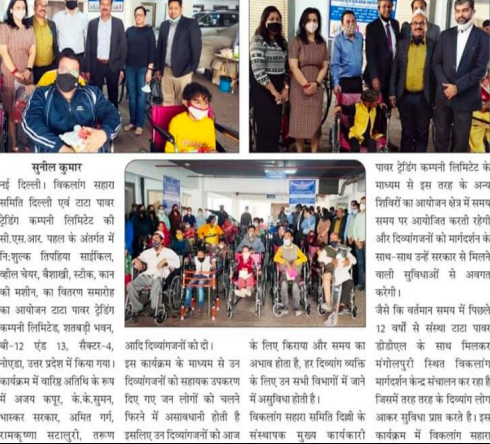 सुनील कुमार
नई दिल्ली। विकलांग सहारा
समिति दिल्ली एवं टाटा पावर
ट्रेडिंग कम्पनी लिमिटेड की
सी.एस.आर. पहल के अंतर्गत में
नि:शुल्क तिपहिया साईकिल,
व्हील चेयर, बैशाखी, स्टीक, कान
की मशीन, का वितरण समारोह
का आयोजन टाटा पावर ट्रेडिंग
कम्पनी लिमिटेड, शतबड़ी भवन,
बी-12 एंड 13, सैक्टर-4,
नोएडा, उत्तर प्रदेश में किया गया।
कार्यक्रम में वारिष्ठ अतिथि के रूप
में अजय कपूर, के.के.सुमन,
भास्कर सरकार, अमित गर्ग,
रामकृष्णा सटालुरी, तरूण
आदि दिव्यांगजनों को दी।
इस कार्यक्रम के माध्यम से उन
दिव्यांगजनों को सहायक उपकरण
दिए गए जन लोगों को चलने
फिरने में असावधानी होती है
इसलिए उन दिव्यांगजनों को आज
के लिए किराया और समय का
अभाव होता है, हर दिव्यांग व्यक्ति
के लिए उन सभी विभागों में जाने
में असुविधा होती है।
विकलांग सहारा समिति दिल्ली के
संस्थापक मुख्य कार्यकारी
पावर ट्रेडिंग कम्पनी लिमिटेड के
माध्यम से इस तरह के अन्य
शिविरों का आयोजन क्षेत्र में समय
समय पर आयोजित करती रहेगी
और दिव्यांगजनों को मार्गदर्शन के
साथ-साथ उन्हें सरकार से मिलने
वाली सुविधाओं से अवगत
करेगी।
जैसे कि वर्तमान समय में पिछले
12 वर्षों से संस्था टाटा पावर
डीडीएल के साथ मिलकर
मंगोलपुरी स्थित विकलांग
मार्गदर्शन केन्द्र संचालन कर रहा है
जिसमें तरह तरह के दिव्यांग लोग
आकर सुविधा प्राप्त करते है। इस
कार्यक्रम में विकलांग सहारा